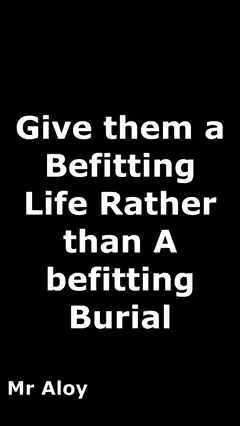 Give them a
Befitting
Life Rather
than A
befitting
Burial
Mr Aloy